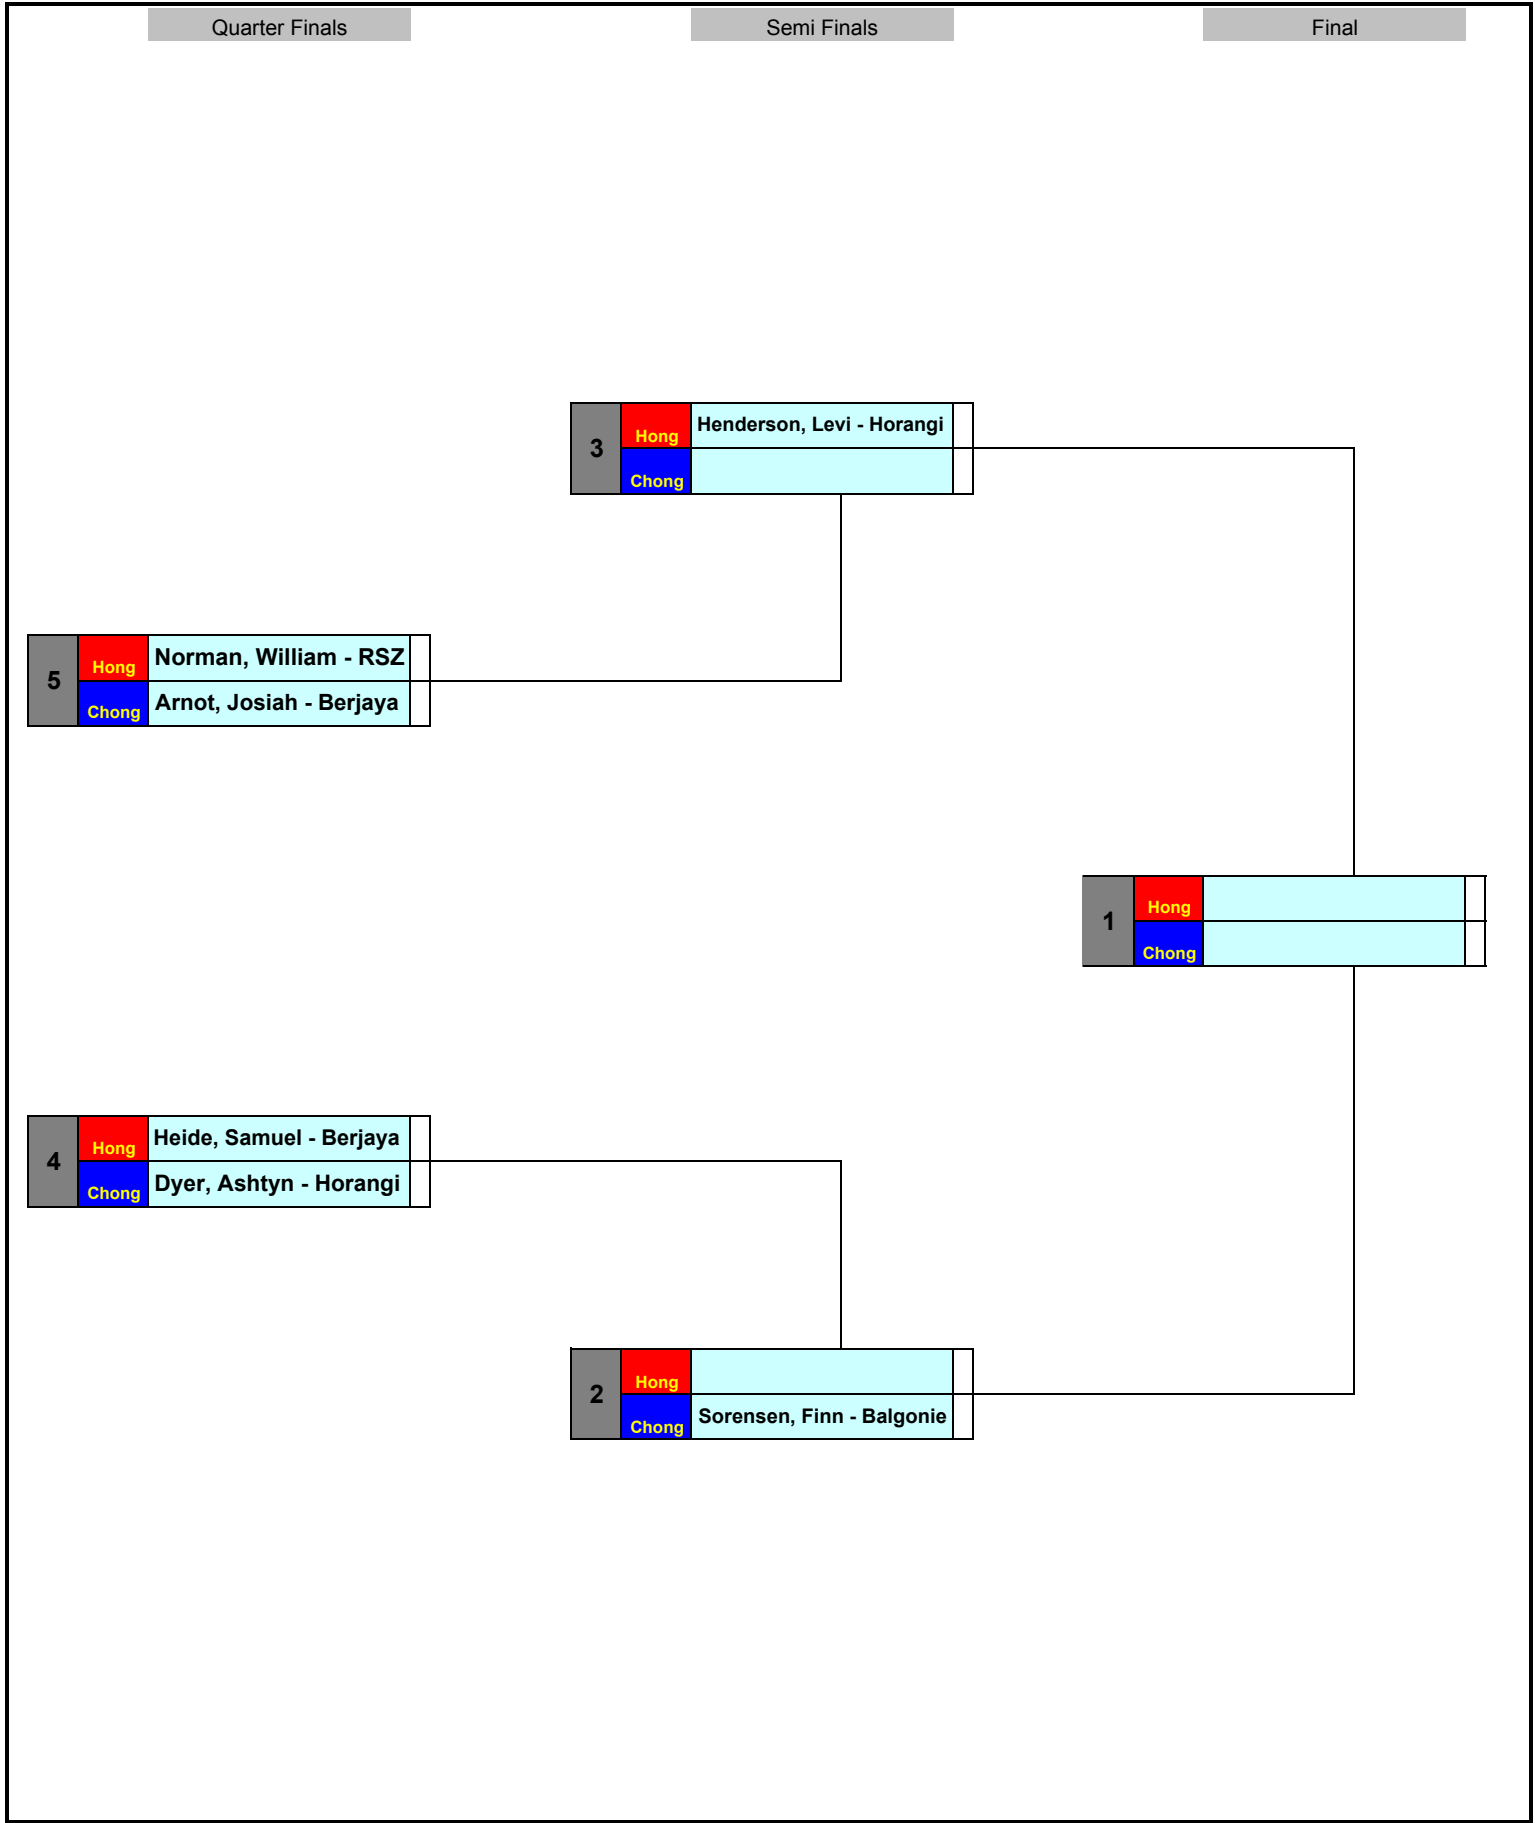 Quarter Finals
Semi Finals
Final
3
Hong
Henderson, Levi - Horangi
Chong
5
Hong
Norman, William - RSZ
Chong
Arnot, Josiah - Berjaya
1
Hong
Chong
4
Hong
Heide, Samuel - Berjaya
Chong
Dyer, Ashtyn - Horangi
2
Hong
Chong
Sorensen, Finn - Balgonie